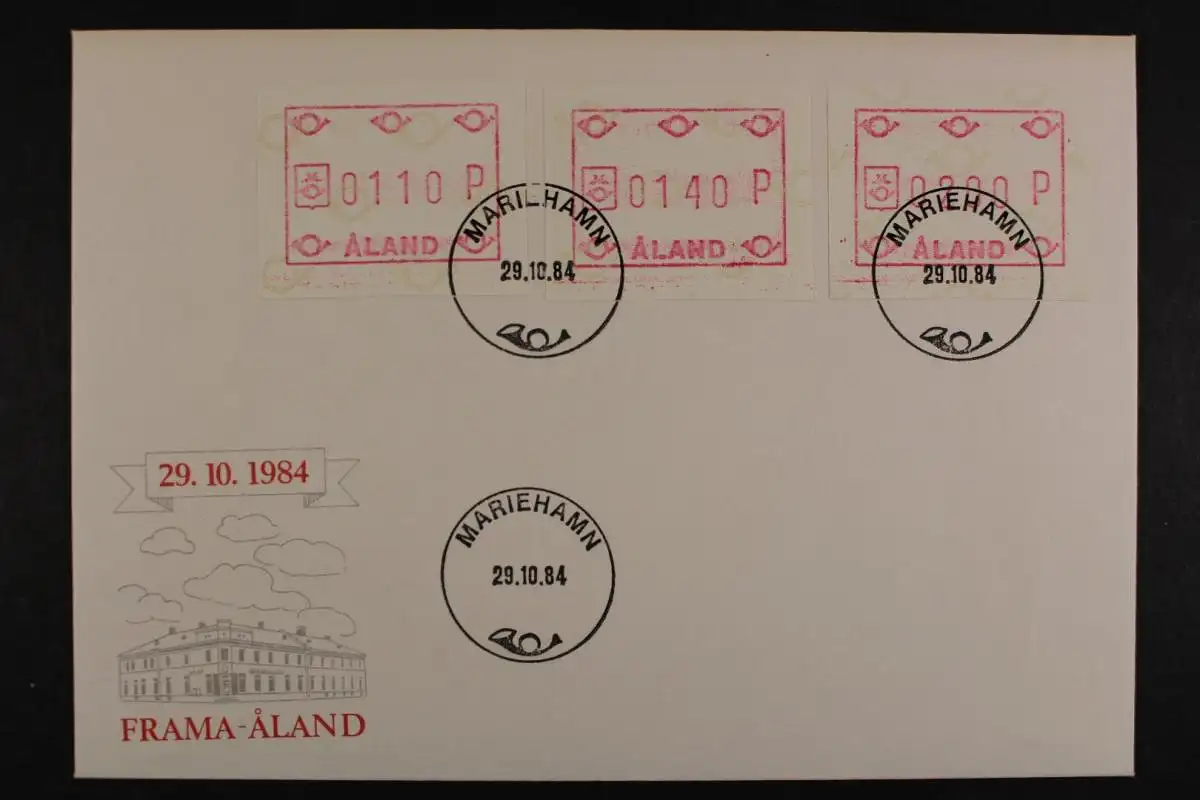 0110 P
ÅLAND
0140 P
ÅLAND
0200 P
ÅLAND
MARIEHAMN
29.10.84
MARIEHAMN
29.10.84
29. 10. 1984
MARIEHAMN
29.10.84
FRAMA-ÅLAND